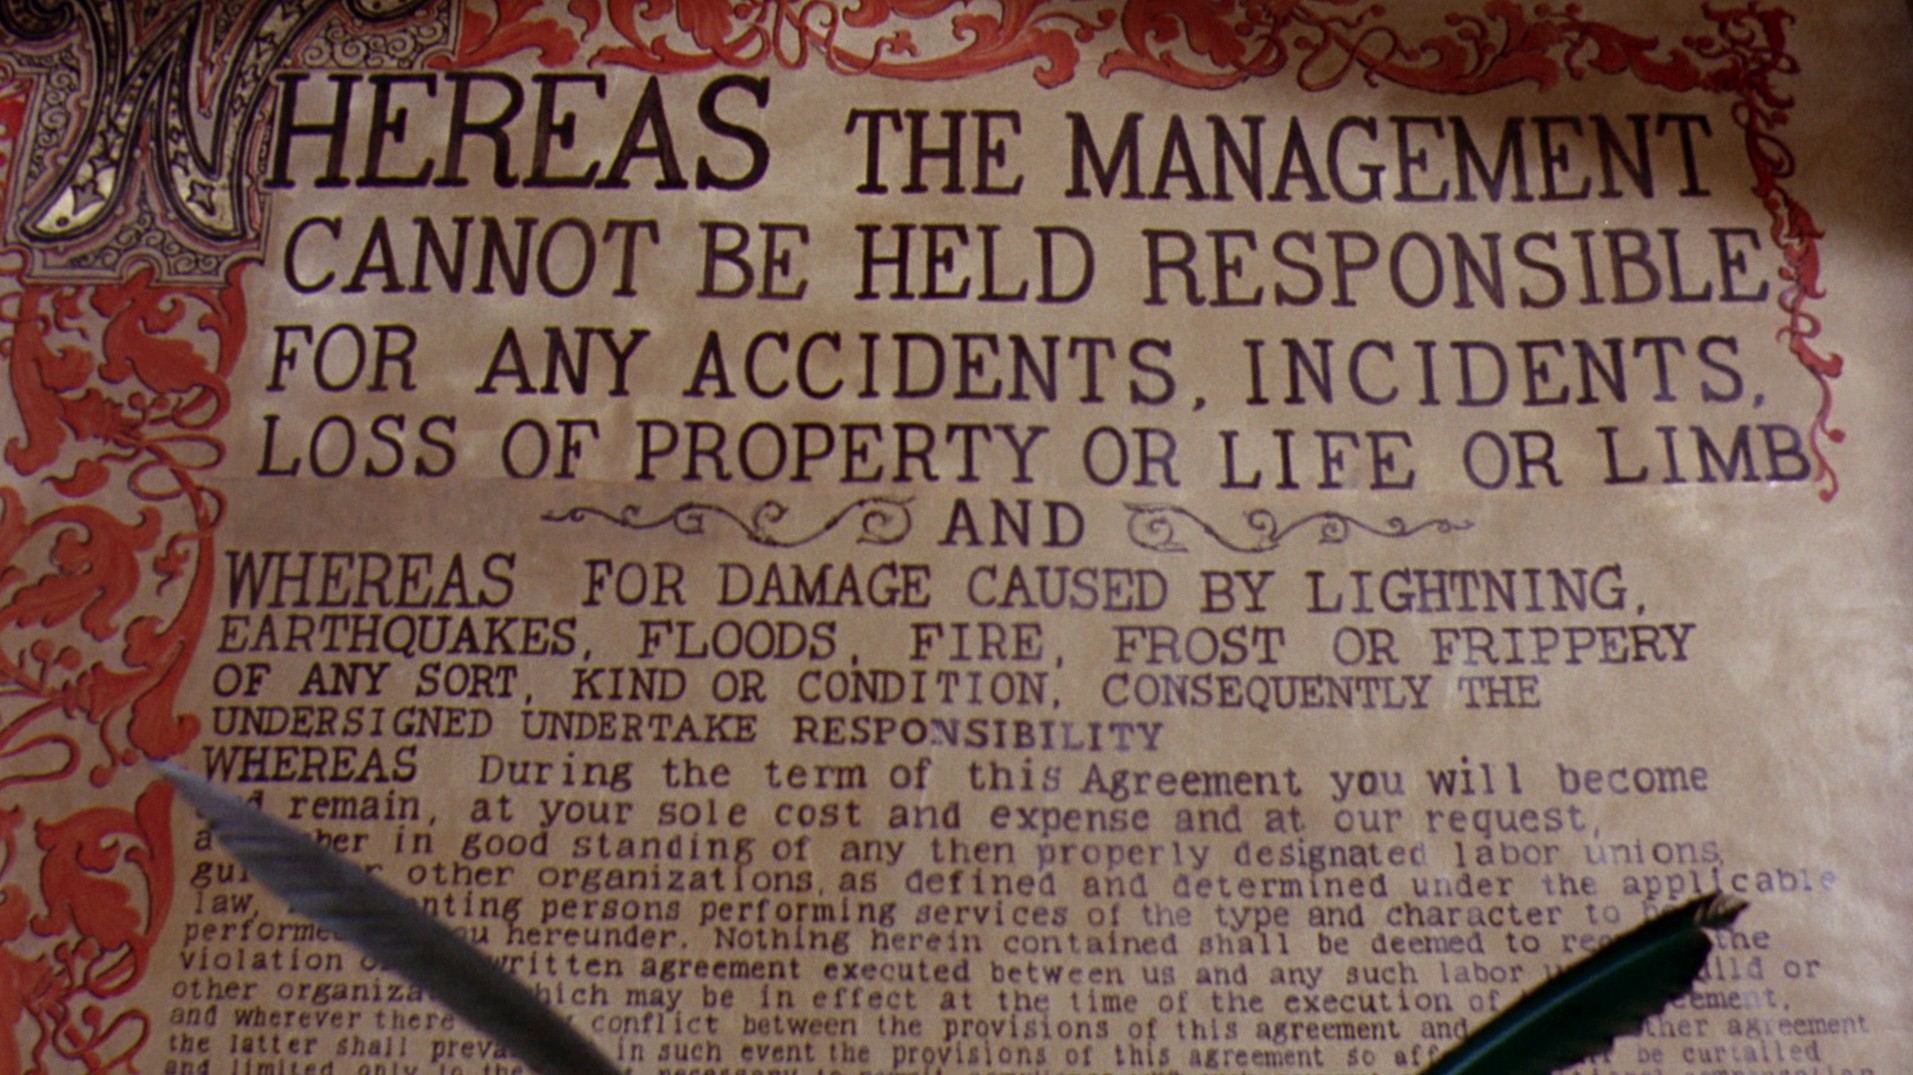 WHEREAS THE MANAGEMENT
CANNOT BE HELD RESPONSIBLE
FOR ANY ACCIDENTS, INCIDENTS,
LOSS OF PROPERTY OR LIFE OR LIMB
AND
WHEREAS FOR DAMAGE CAUSED BY LIGHTNING,
EARTHQUAKES, FLOODS, FIRE, FROST OR FRIPPERY
OF ANY SORT, KIND OR CONDITION, CONSEQUENTLY THE
UNDERSIGNED UNDERTAKE RESPONSIBILITY
WHEREAS During the term of this Agreement you will become
remain, at your sole cost and expense and at our request,
a in good standing of any then properly designated labor unions,
other organizations, as defined and determined under the applicable
law, persons performing services of the type and character to
hereunder. Nothing herein contained shall be deemed to the
violation written agreement executed between us and any such labor or
other which may be in effect at the time of the execution of
and wherever there conflict between the provisions of this agreement and other agreement
the latter shall in such event the provisions of this agreement so be curtailed
and limited only to the